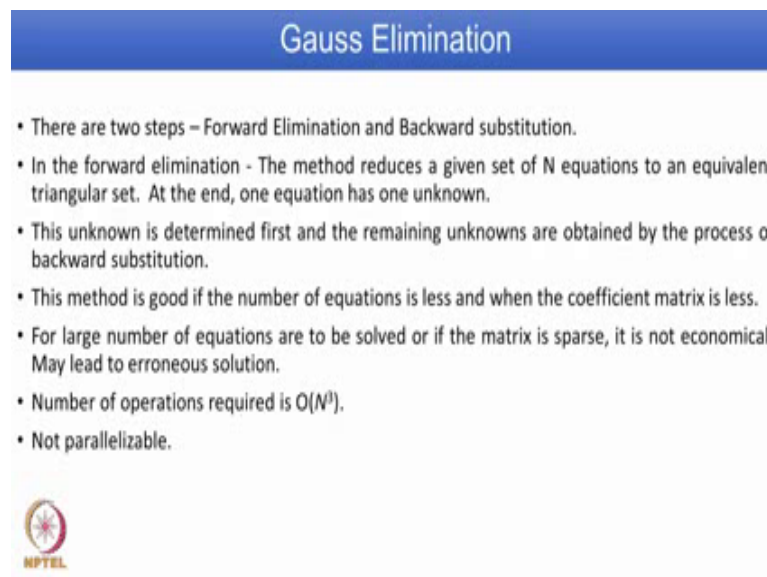 Gauss Elimination
• There are two steps – Forward Elimination and Backward substitution.
• In the forward elimination - The method reduces a given set of N equations to an equivalen
triangular set. At the end, one equation has one unknown.
• This unknown is determined first and the remaining unknowns are obtained by the process o
backward substitution.
• This method is good if the number of equations is less and when the coefficient matrix is less.
• For large number of equations are to be solved or if the matrix is sparse, it is not economical
May lead to erroneous solution.
• Number of operations required is O(N³).
• Not parallelizable.
NPTEL